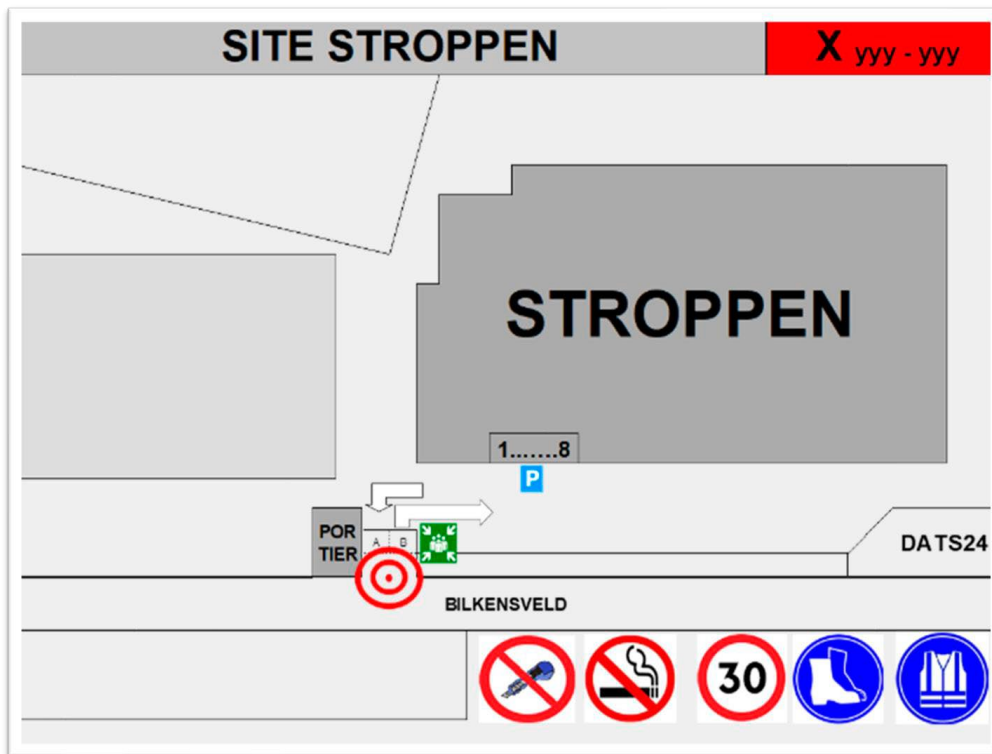 SITE STROPPEN
X yyy - yyy
STROPPEN
1.......8
P
POR
TIER
A B
DATS24
BILKENSVELD
30